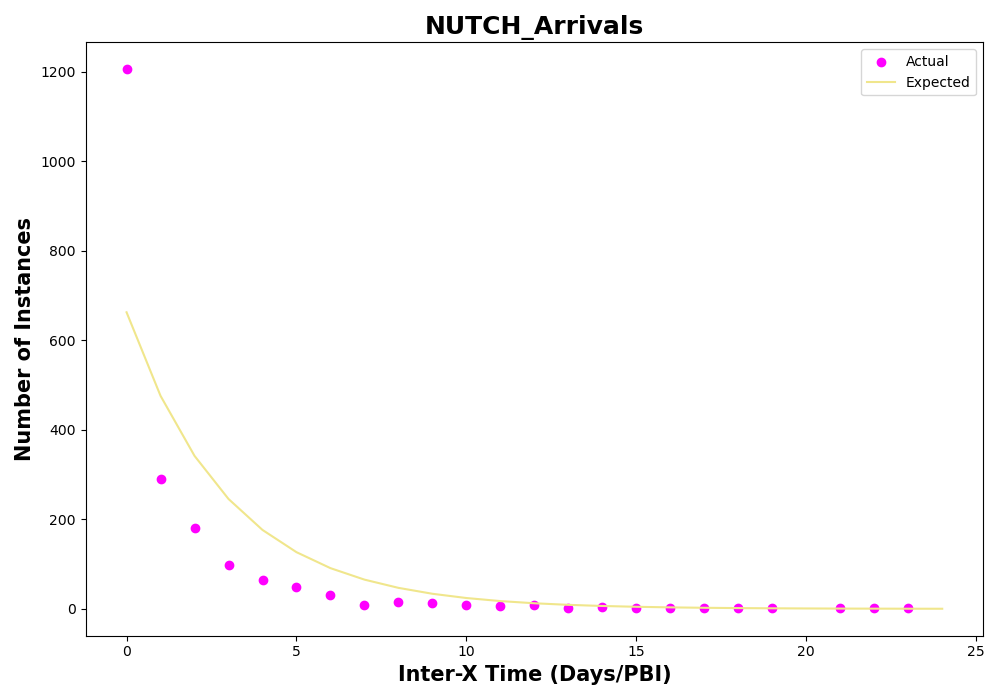 NUTCH_Arrivals
Actual
Expected
Number of Instances
1200
1000
800
600
400
200
0
0 5 10 15 20 25
Inter-X Time (Days/PBI)